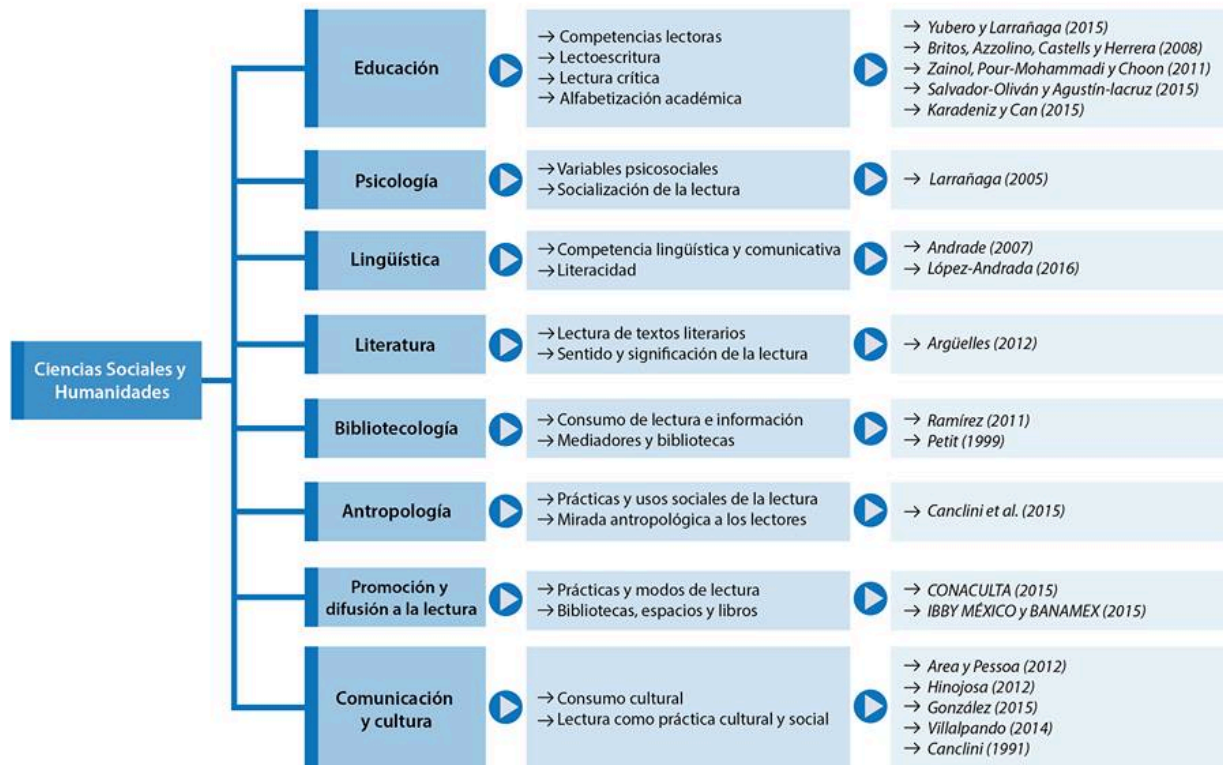 Ciencias Sociales y
Humanidades
Educación
→ Competencias lectoras
→ Lectoescritura
→ Lectura crítica
→ Alfabetización académica
→ Yubero y Larrañaga (2015)
→ Britos, Azzolino, Castells y Herrera (2008)
→ Zainol, Pour-Mohammadi y Choon (2011)
→ Salvador-Oliván y Agustín-lacruz (2015)
→ Karadeniz y Can (2015)
Psicología
→ Variables psicosociales
→ Socialización de la lectura
→ Larrañaga (2005)
Lingüística
→ Competencia lingüística y comunicativa
→ Literacidad
→ Andrade (2007)
→ López-Andrada (2016)
Literatura
→ Lectura de textos literarios
→ Sentido y significación de la lectura
→ Argüelles (2012)
Bibliotecología
→ Consumo de lectura e información
→ Mediadores y bibliotecas
→ Ramírez (2011)
→ Petit (1999)
Antropología
→ Prácticas y usos sociales de la lectura
→ Mirada antropológica a los lectores
→ Canclini et al. (2015)
Promoción y
difusión a la lectura
→ Prácticas y modos de lectura
→ Bibliotecas, espacios y libros
→ CONACULTA (2015)
→ IBBY MÉXICO y BANAMEX (2015)
Comunicación
y cultura
→ Consumo cultural
→ Lectura como práctica cultural y social
→ Area y Pessoa (2012)
→ Hinojosa (2012)
→ González (2015)
→ Villalpando (2014)
→ Canclini (1991)